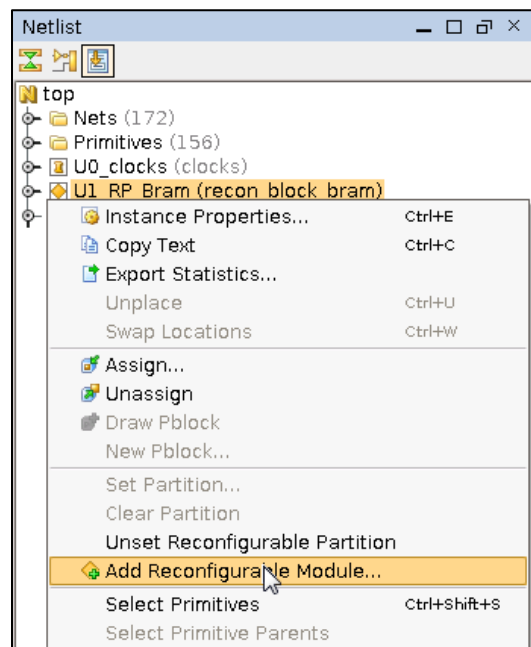 Netlist
top
Nets (172)
Primitives (156)
U0_clocks (clocks)
U1_RP_Bram (recon_block_bram)
Instance Properties... Ctrl+E
Copy Text Ctrl+C
Export Statistics...
Unplace Ctrl+U
Swap Locations Ctrl+W
Assign...
Unassign
Draw Pblock
New Pblock...
Set Partition...
Clear Partition
Unset Reconfigurable Partition
Add Reconfigurable Module...
Select Primitives Ctrl+Shift+S
Select Primitive Parents